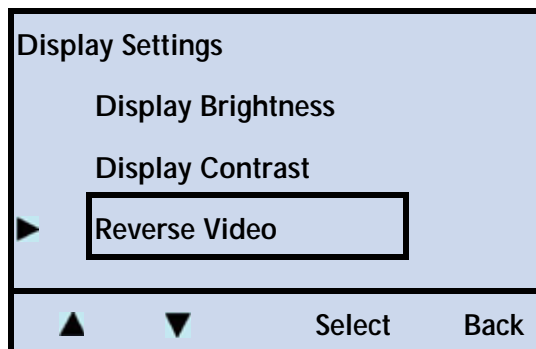 Display Settings
Display Brightness
Display Contrast
Reverse Video
Select Back